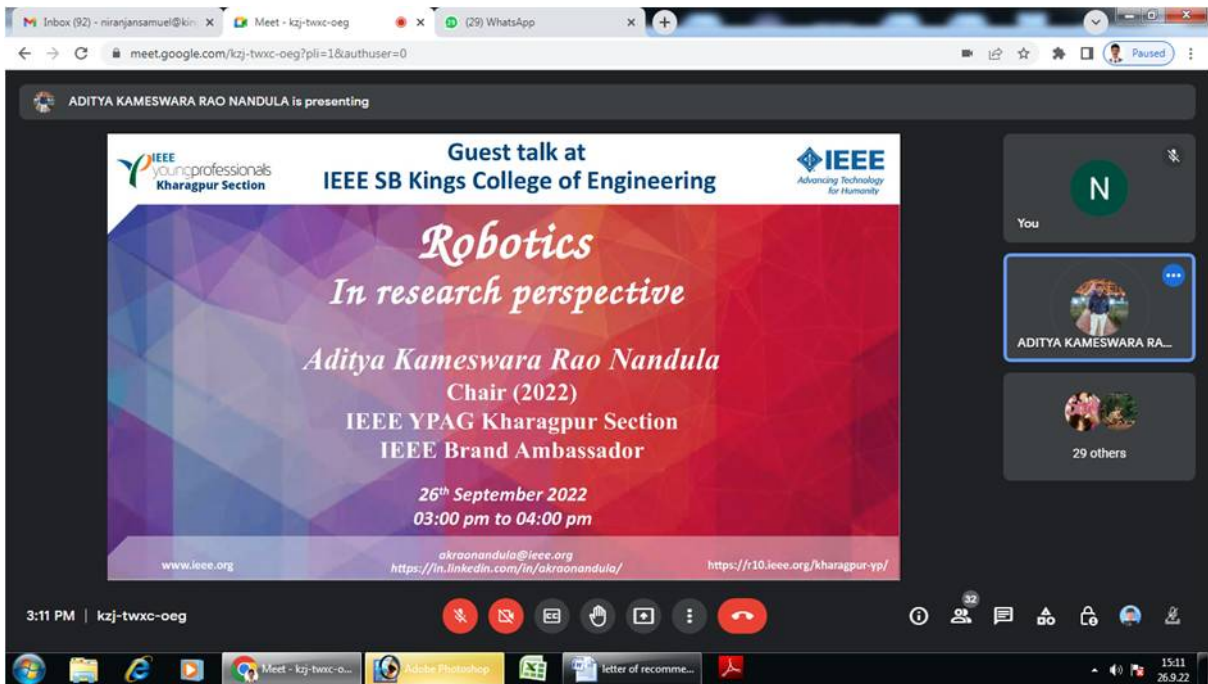 Inbox (92) - niranjansamuel@kin
Meet - kzj-twxc-oeg
(29) WhatsApp
meet.google.com/kzj-twxc-oeg?pli=1&authuser=0
Paused
ADITYA KAMESWARA RAO NANDULA is presenting
IEEE
youngprofessionals
Kharagpur Section
Guest talk at
IEEE SB Kings College of Engineering
IEEE
Advancing Technology
for Humanity
Robotics
In research perspective
Aditya Kameswara Rao Nandula
Chair (2022)
IEEE YPAG Kharagpur Section
IEEE Brand Ambassador
26th September 2022
03:00 pm to 04:00 pm
www.ieee.org
akraonandula@ieee.org
https://in.linkedin.com/in/akraonandula/
https://r10.ieee.org/kharagpur-yp/
N
You
ADITYA KAMESWARA RA...
29 others
3:11 PM | kzj-twxc-oeg
CC
32
Meet - kzj-twxc-o...
Adobe Photoshop
letter of recomme...
15:11
26.9.22